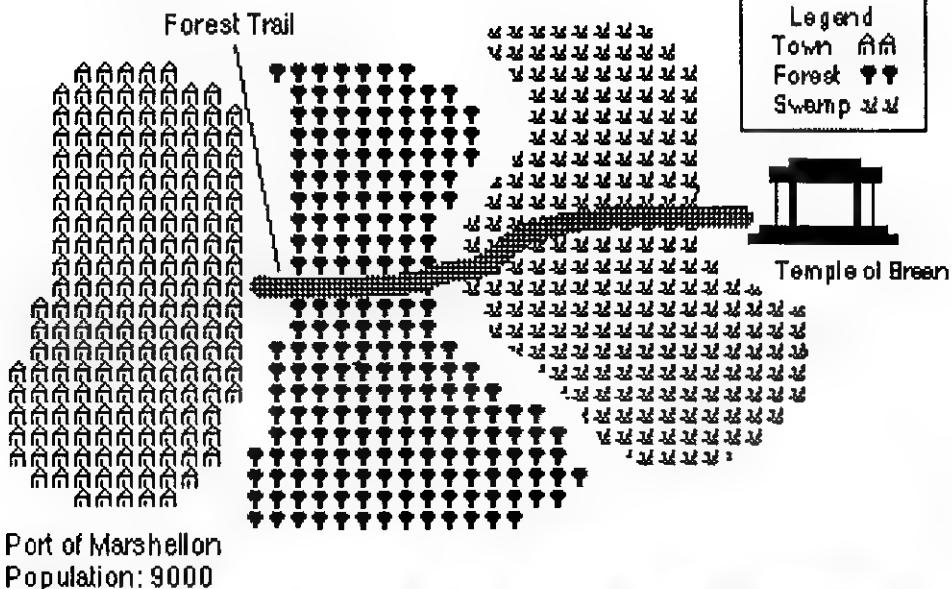 Forest Trail
Legend
Town
Forest
Swamp
Temple of Breen
Port of Marshellon
Population: 9000